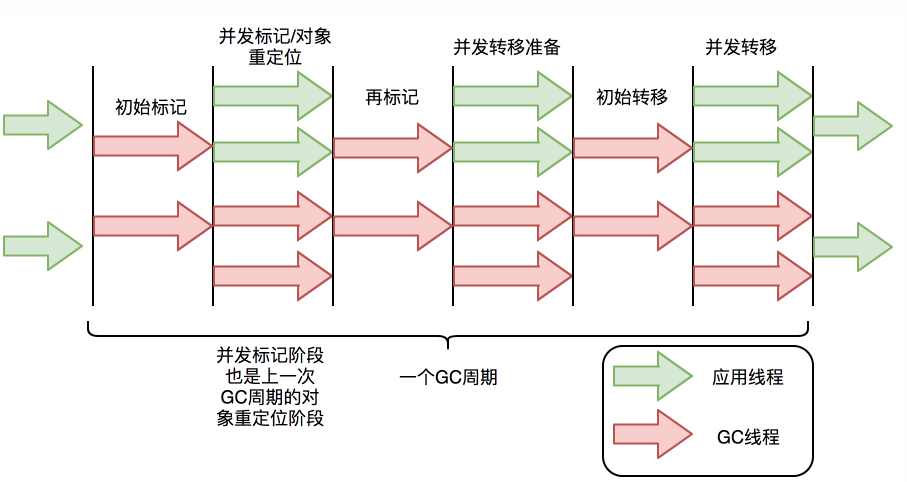 初始标记
并发标记/对象
重定位
再标记
并发转移准备
初始转移
并发转移
并发标记阶段
也是上一次
GC周期的对
象重定位阶段
一个GC周期
应用线程
GC线程